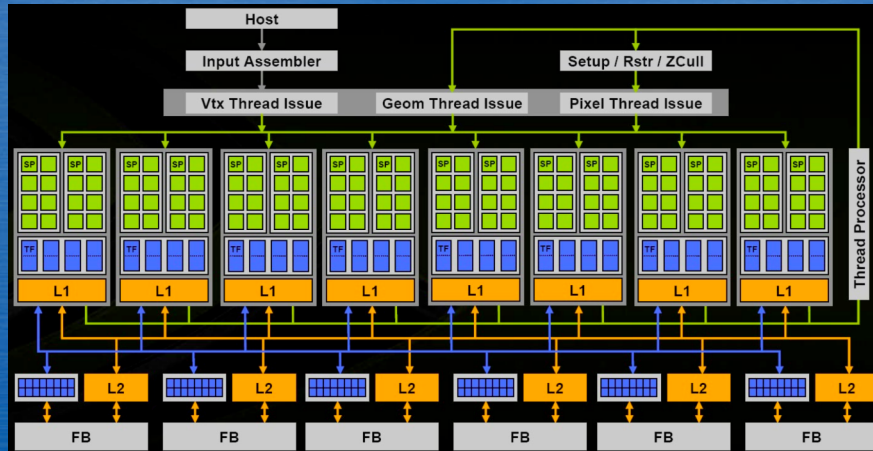 Host
Input Assembler
Setup / Rstr / ZCull
Vtx Thread Issue
Geom Thread Issue
Pixel Thread Issue
SP SP SP SP SP SP SP SP SP SP SP SP SP SP SP SP
Thread Processor
TF TF TF TF TF TF TF TF
L1 L1 L1 L1 L1 L1 L1 L1
L2 L2 L2 L2 L2 L2
FB FB FB FB FB FB